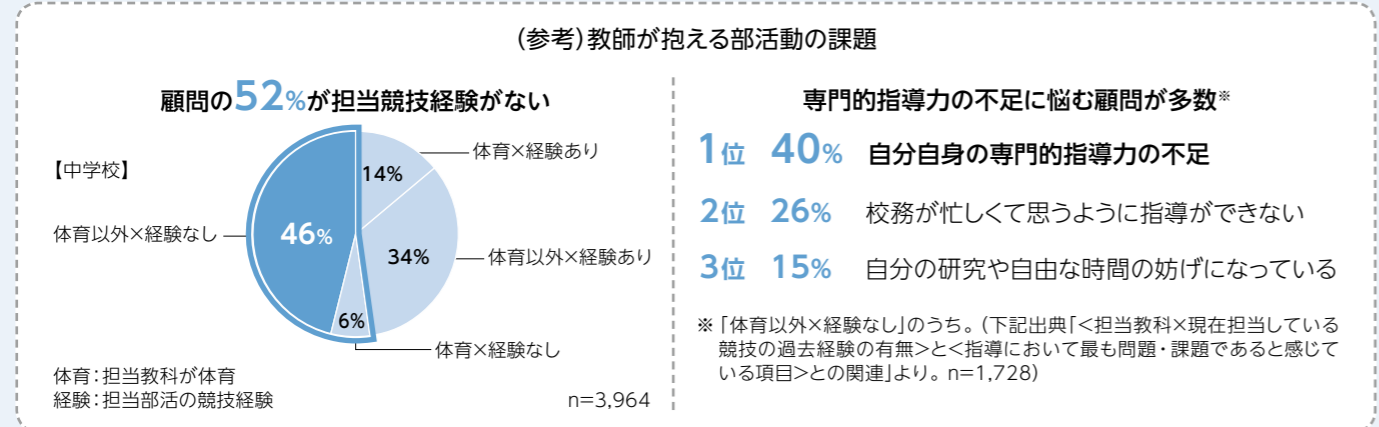 (参考)教師が抱える部活動の課題
顧問の52%が担当競技経験がない
【中学校】
体育×経験あり
14%
体育以外×経験なし
46%
34%
体育以外×経験あり
6%
体育×経験なし
体育:担当教科が体育
経験:担当部活の競技経験
n=3,964
専門的指導力の不足に悩む顧問が多数※
1位 40% 自分自身の専門的指導力の不足
2位 26% 校務が忙しくて思うように指導ができない
3位 15% 自分の研究や自由な時間の妨げになっている
※「体育以外×経験なし」のうち。(下記出典「<担当教科×現在担当している
競技の過去経験の有無>と<指導において最も問題・課題であると感じて
いる項目>との関連」より。n=1,728)